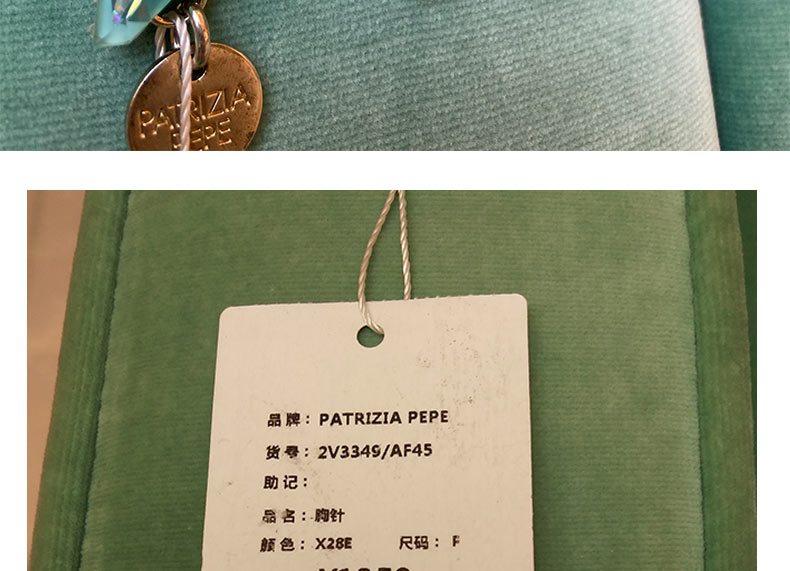 PATRIZIA
PEPE
品牌：PATRIZIA PEPE
货号：2V3349/AF45
助记：
品名：胸针
颜色：X28E 尺码：F